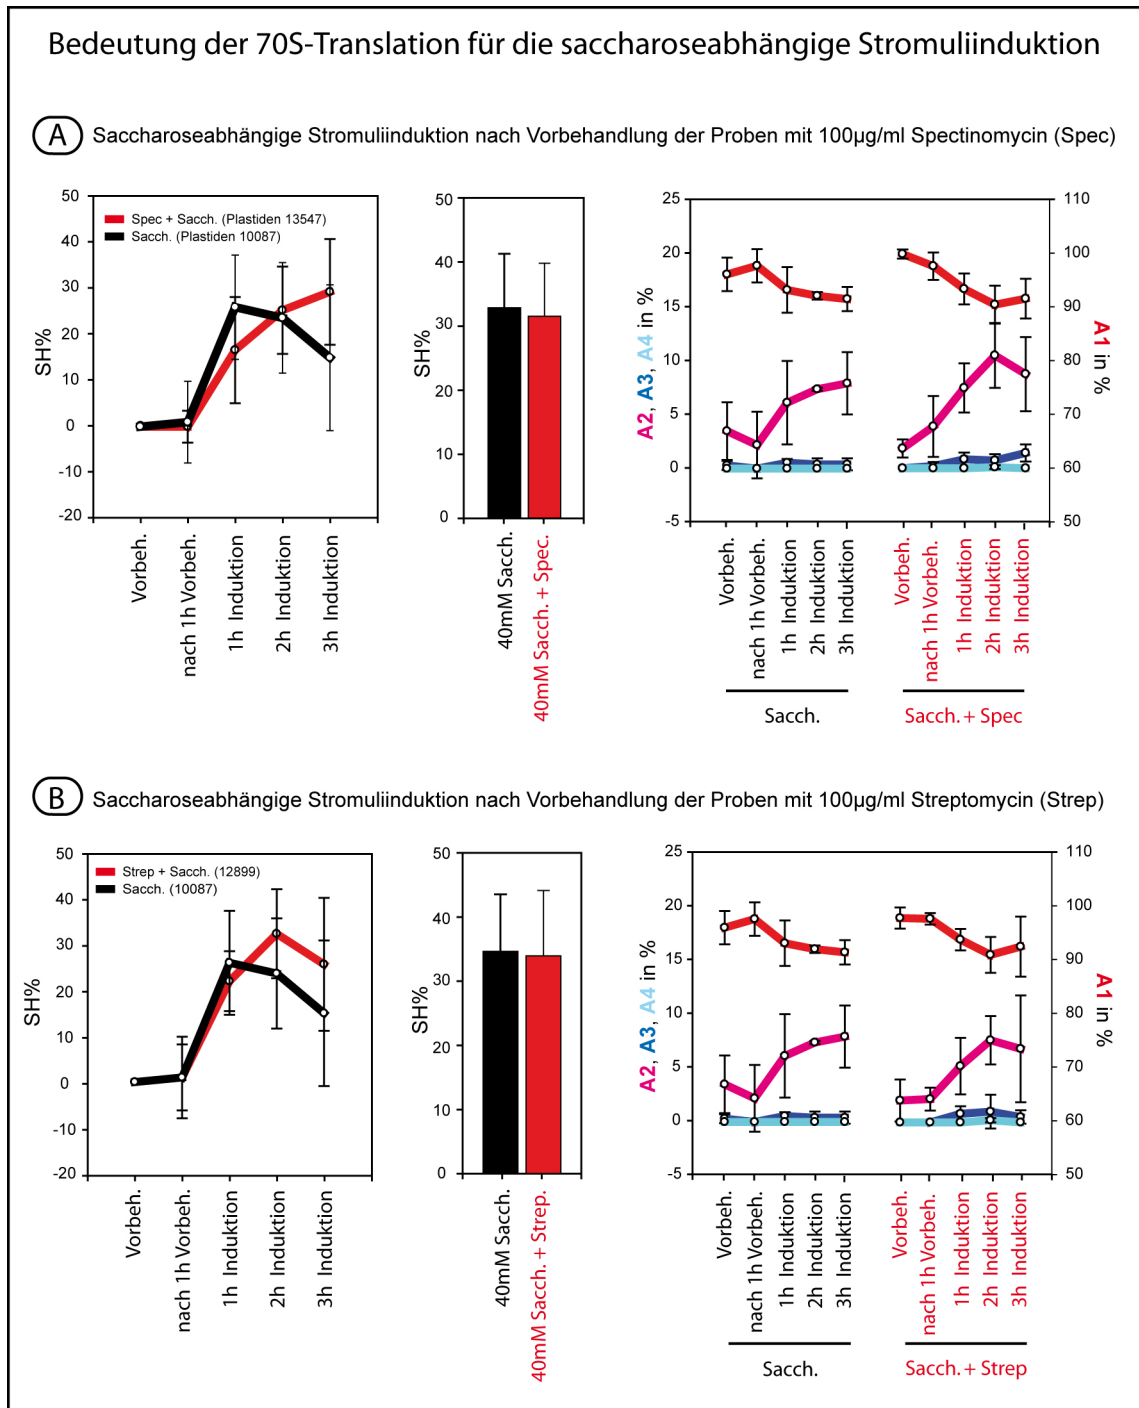 Bedeutung der 70S-Translation für die saccharoseabhängige Stromuliinduktion
A Saccharoseabhängige Stromuliinduktion nach Vorbehandlung der Proben mit 100µg/ml Spectinomycin (Spec)
SH%
50
40
30
20
10
0
-10
-20
Spec + Sacch. (Plastiden 13547)
Sacch. (Plastiden 10087)
Vorbeh.
nach 1h Vorbeh.
1h Induktion
2h Induktion
3h Induktion
SH%
50
40
30
20
10
0
40mM Sacch.
40mM Sacch. + Spec.
A2, A3, A4 in %
25
20
15
10
5
0
-5
110
100
90
80
70
60
50
A1 in %
Vorbeh.
nach 1h Vorbeh.
1h Induktion
2h Induktion
3h Induktion
Vorbeh.
nach 1h Vorbeh.
1h Induktion
2h Induktion
3h Induktion
Sacch.
Sacch. + Spec
B Saccharoseabhängige Stromuliinduktion nach Vorbehandlung der Proben mit 100µg/ml Streptomycin (Strep)
SH%
50
40
30
20
10
0
-10
-20
Strep + Sacch. (12899)
Sacch. (10087)
Vorbeh.
nach 1h Vorbeh.
1h Induktion
2h Induktion
3h Induktion
SH%
50
40
30
20
10
0
40mM Sacch.
40mM Sacch. + Strep.
A2, A3, A4 in %
25
20
15
10
5
0
-5
110
100
90
80
70
60
50
A1 in %
Vorbeh.
nach 1h Vorbeh.
1h Induktion
2h Induktion
3h Induktion
Vorbeh.
nach 1h Vorbeh.
1h Induktion
2h Induktion
3h Induktion
Sacch.
Sacch. + Strep